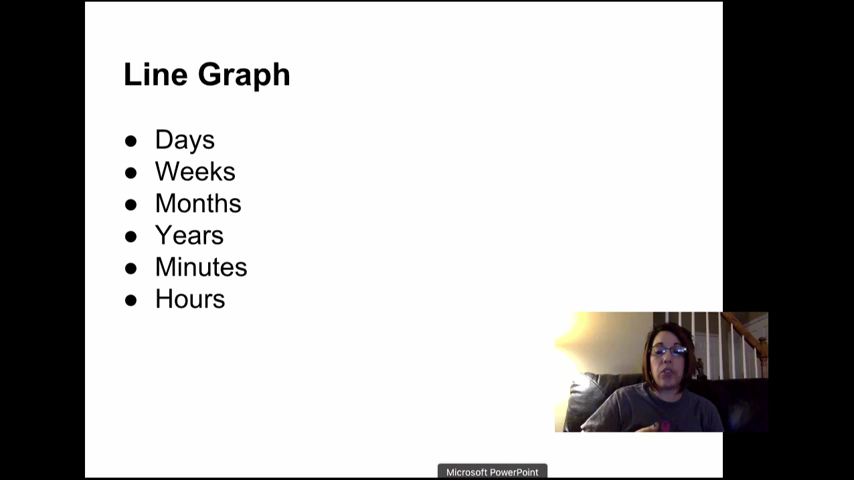 Line Graph
● Days
● Weeks
● Months
● Years
● Minutes
● Hours
Microsoft PowerPoint